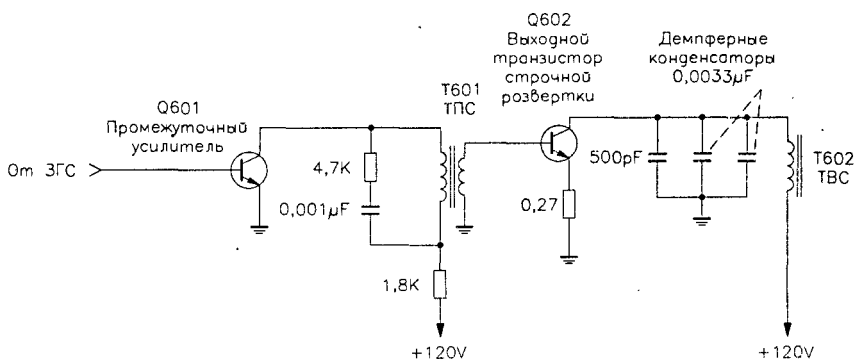 Q602
Выходной
транзистор
строчной
розвертки
Демпферные
конденсаторы
0,0033µF
T601
ТПС
Q601
Промежуточный
усилитель
От ЗГС
4,7K
0,001µF
1,8K
+120V
0,27
500pF
T602
ТВС
+120V